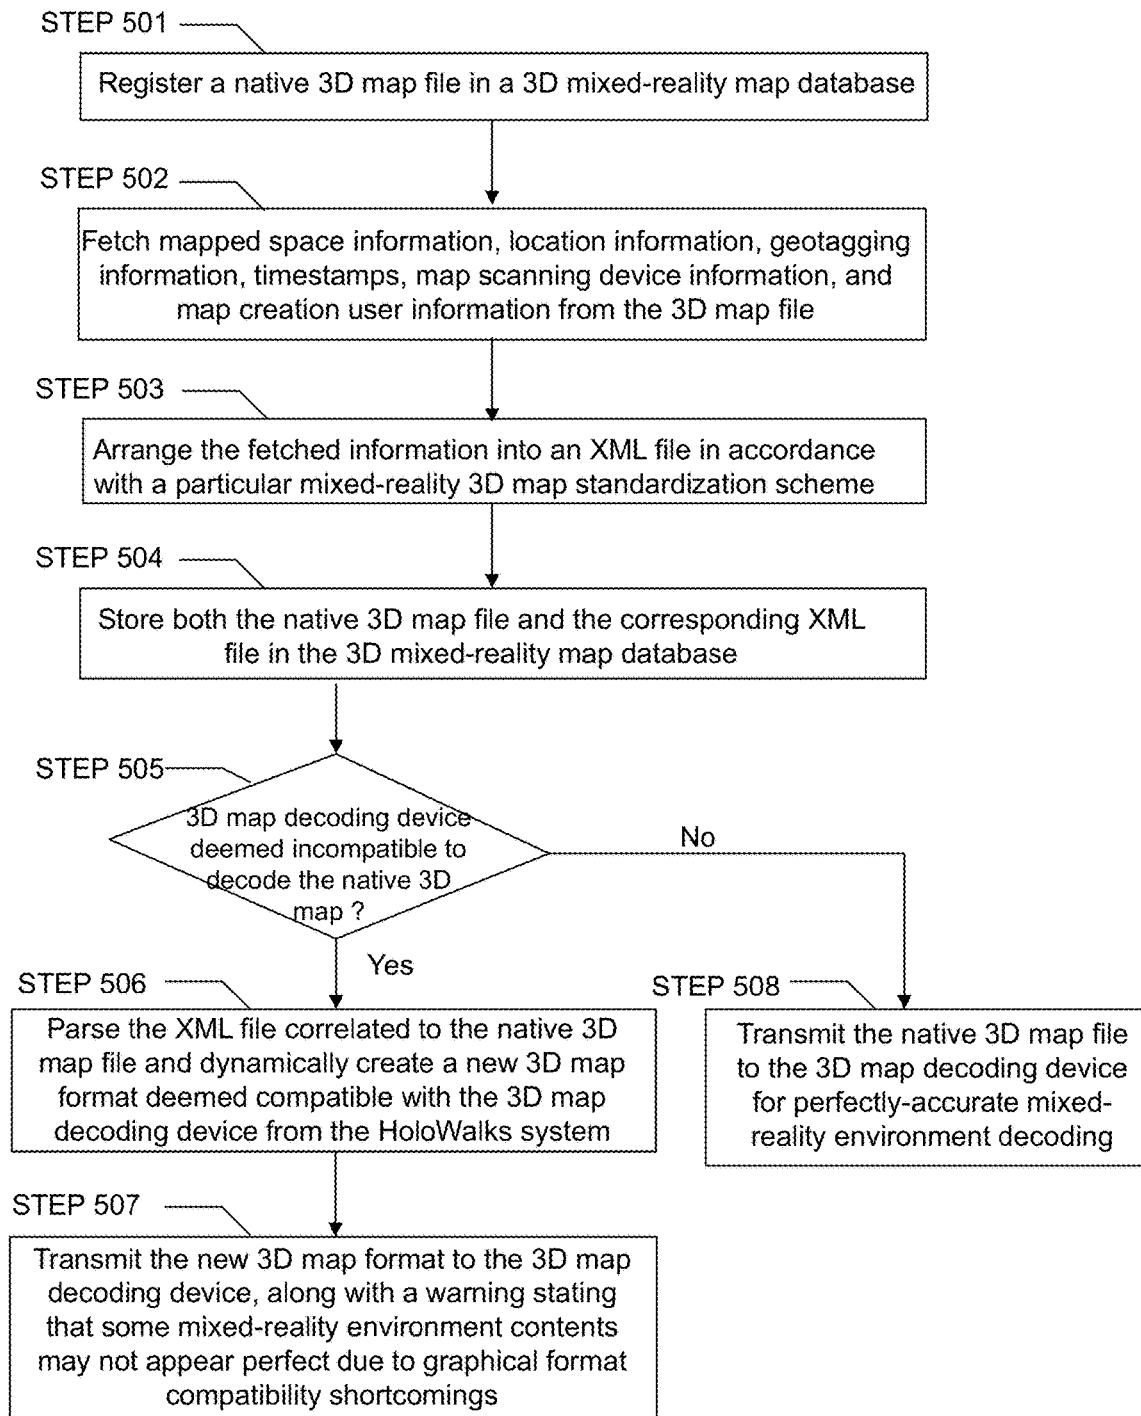 STEP 501
Register a native 3D map file in a 3D mixed-reality map database
STEP 502
Fetch mapped space information, location information, geotagging
information, timestamps, map scanning device information, and
map creation user information from the 3D map file
STEP 503
Arrange the fetched information into an XML file in accordance
with a particular mixed-reality 3D map standardization scheme
STEP 504
Store both the native 3D map file and the corresponding XML
file in the 3D mixed-reality map database
STEP 505
3D map decoding device
deemed incompatible to
decode the native 3D
map ?
No
Yes
STEP 506
Parse the XML file correlated to the native 3D
map file and dynamically create a new 3D map
format deemed compatible with the 3D map
decoding device from the HoloWalks system
STEP 508
Transmit the native 3D map file
to the 3D map decoding device
for perfectly-accurate mixed-
reality environment decoding
STEP 507
Transmit the new 3D map format to the 3D map
decoding device, along with a warning stating
that some mixed-reality environment contents
may not appear perfect due to graphical format
compatibility shortcomings